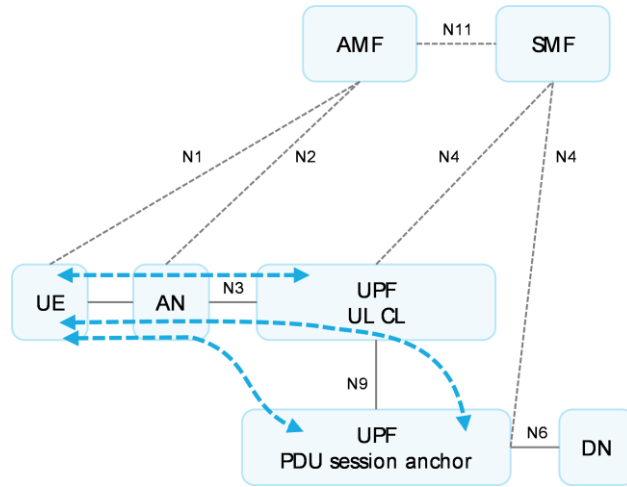 AMF
N11
SMF
N1
N2
N4
N4
UE
AN
N3
UPF
UL CL
N9
UPF
PDU session anchor
N6
DN